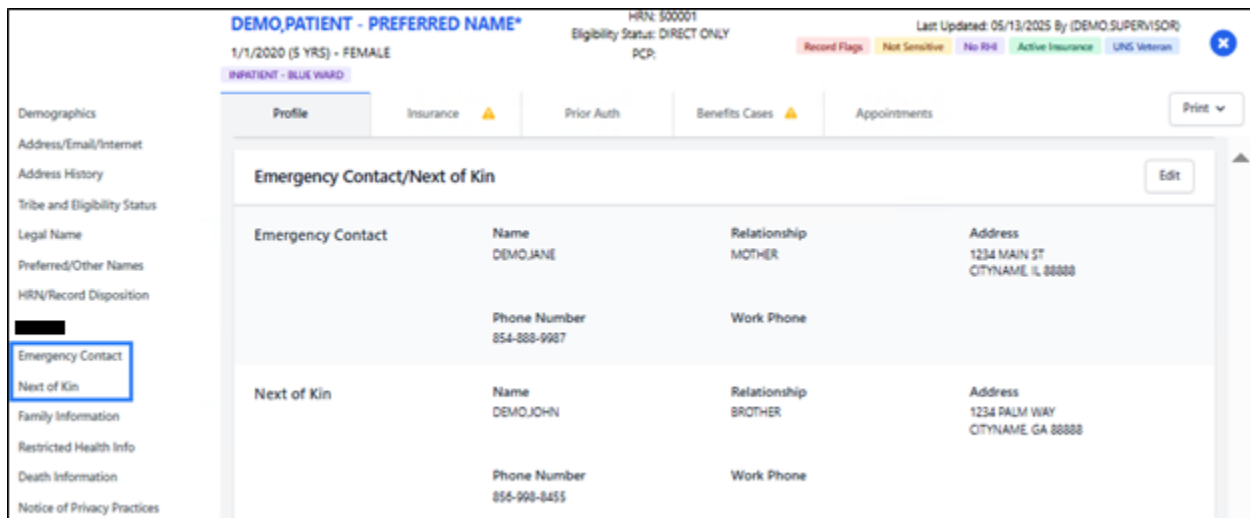 DEMO,PATIENT - PREFERRED NAME*
1/1/2020 (5 YRS) - FEMALE
INPATIENT - BLUE WARD
HRN: 500001
Eligibility Status: DIRECT ONLY
PCP:
Last Updated: 05/13/2025 By (DEMO,SUPERVISOR)
Record Flags Not Sensitive No RHI Active Insurance UNS Veteran
Demographics
Address/Email/Internet
Address History
Tribe and Eligibility Status
Legal Name
Preferred/Other Names
HRN/Record Disposition
Emergency Contact
Next of Kin
Family Information
Restricted Health Info
Death Information
Notice of Privacy Practices
Profile Insurance Prior Auth Benefits Cases Appointments
Print
Emergency Contact/Next of Kin Edit
Emergency Contact Name Relationship Address
DEMO,JANE MOTHER 1234 MAIN ST
CITYNAME, IL 88888
Phone Number Work Phone
854-888-9987
Next of Kin Name Relationship Address
DEMO,JOHN BROTHER 1234 PALM WAY
CITYNAME, GA 88888
Phone Number Work Phone
856-998-8455